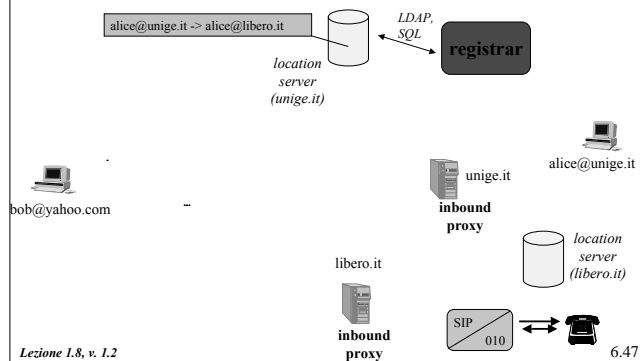 alice@unige.it -> alice@libero.it
LDAP,
SQL
registrar
location
server
(unige.it)
alice@unige.it
unige.it
bob@yahoo.com
inbound
proxy
location
server
(libero.it)
libero.it
SIP
010
inbound
proxy
Lezione 1.8, v. 1.2
6.47